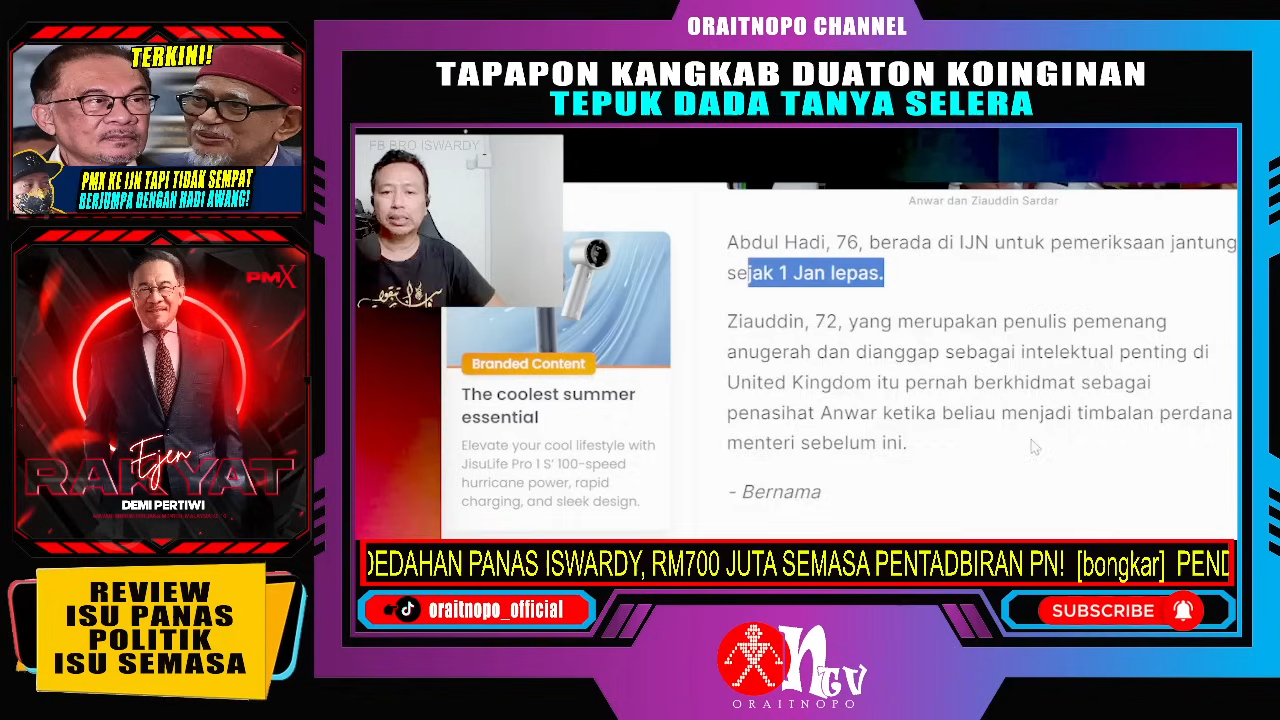 ORAITNOPO CHANNEL
TERKINI!
PMX KE IJN TAPI TIDAK SEMPAT
BERJUMPA DENGAN HADI AWANG!
TAPAPON KANGKAB DUATON KOINGINAN
TEPUK DADA TANYA SELERA
FB BRO ISWARDY
Anwar dan Ziauddin Sardar
Abdul Hadi, 76, berada di IJN untuk pemeriksaan jantung
sejak 1 Jan lepas.
Ziauddin, 72, yang merupakan penulis pemenang
anugerah dan dianggap sebagai intelektual penting di
United Kingdom itu pernah berkhidmat sebagai
penasihat Anwar ketika beliau menjadi timbalan perdana
menteri sebelum ini.
- Bernama
Branded Content
The coolest summer
essential
Elevate your cool lifestyle with
JisuLife Pro 1 S' 100-speed
hurricane power, rapid
charging, and sleek design.
PMX
Ejen
RAKYAT
DEMI PERTIWI
DEDAHAN PANAS ISWARDY, RM700 JUTA SEMASA PENTADBIRAN PN! [bongkar] PEND
REVIEW
ISU PANAS
POLITIK
ISU SEMASA
oraitnopo_official
SUBSCRIBE
nTV
ORAITNOPO